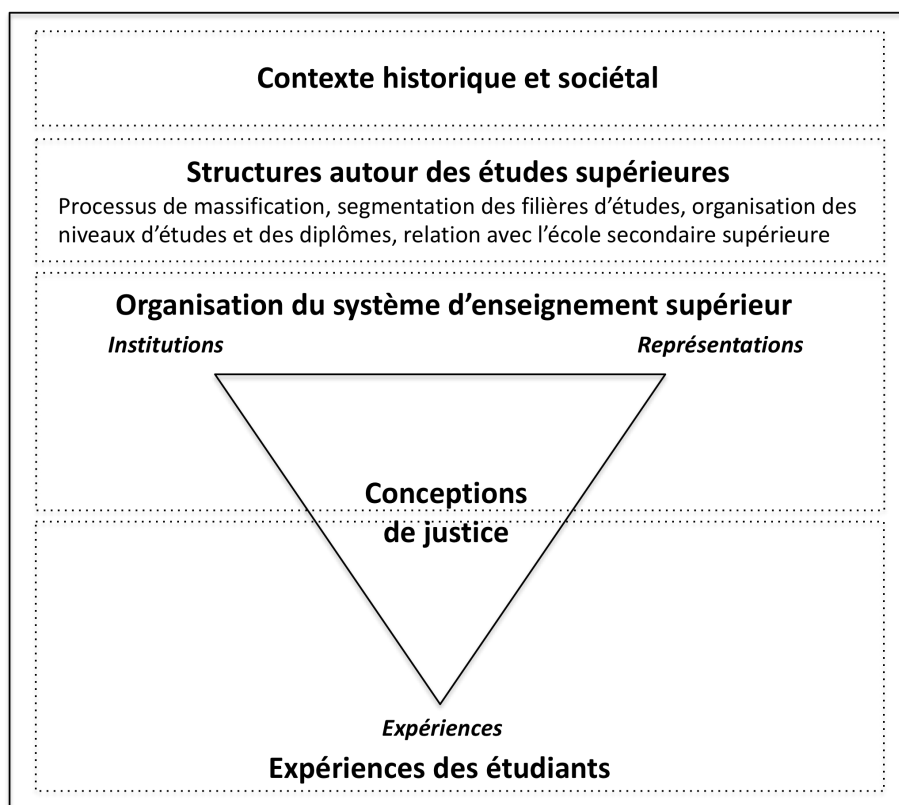 Contexte historique et sociétal
Structures autour des études supérieures
Processus de massification, segmentation des filières d’études, organisation des
niveaux d’études et des diplômes, relation avec l’école secondaire supérieure
Organisation du système d’enseignement supérieur
Institutions
Représentations
Conceptions
de justice
Expériences
Expériences des étudiants